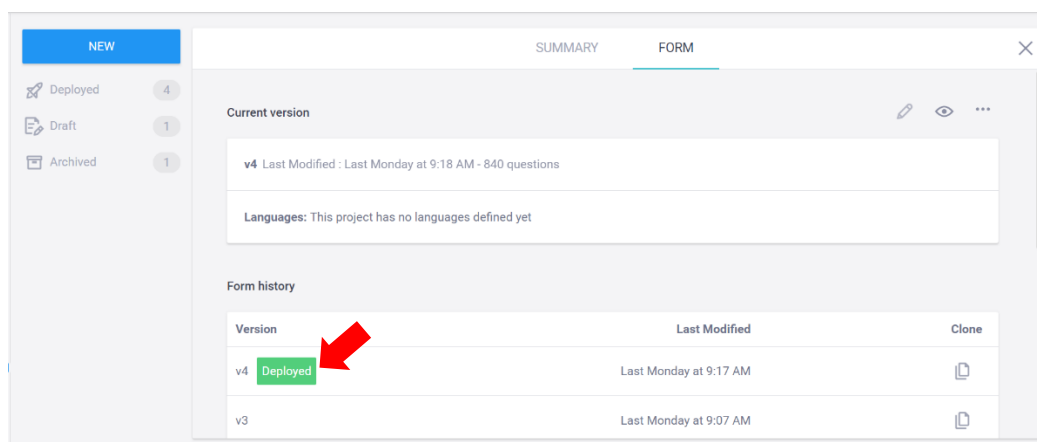 NEW
SUMMARY FORM
Deployed 4
Draft 1
Archived 1
Current version
v4 Last Modified : Last Monday at 9:18 AM - 840 questions
Languages: This project has no languages defined yet
Form history
Version Last Modified Clone
v4 Deployed Last Monday at 9:17 AM
v3 Last Monday at 9:07 AM